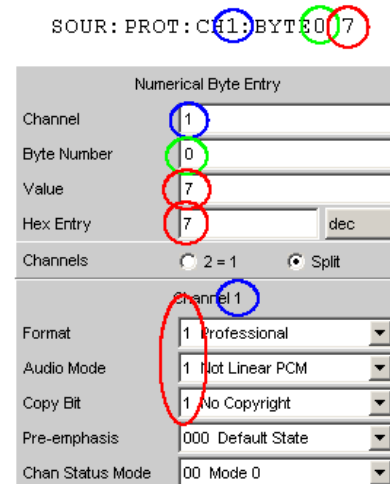 SOUR:PROT:CH1:BYTE0 7
Numerical Byte Entry
Channel 1
Byte Number 0
Value 7
Hex Entry 7 dec
Channels 2 = 1 Split
Channel 1
Format 1 Professional
Audio Mode 1 Not Linear PCM
Copy Bit 1 No Copyright
Pre-emphasis 000 Default State
Chan Status Mode 00 Mode 0